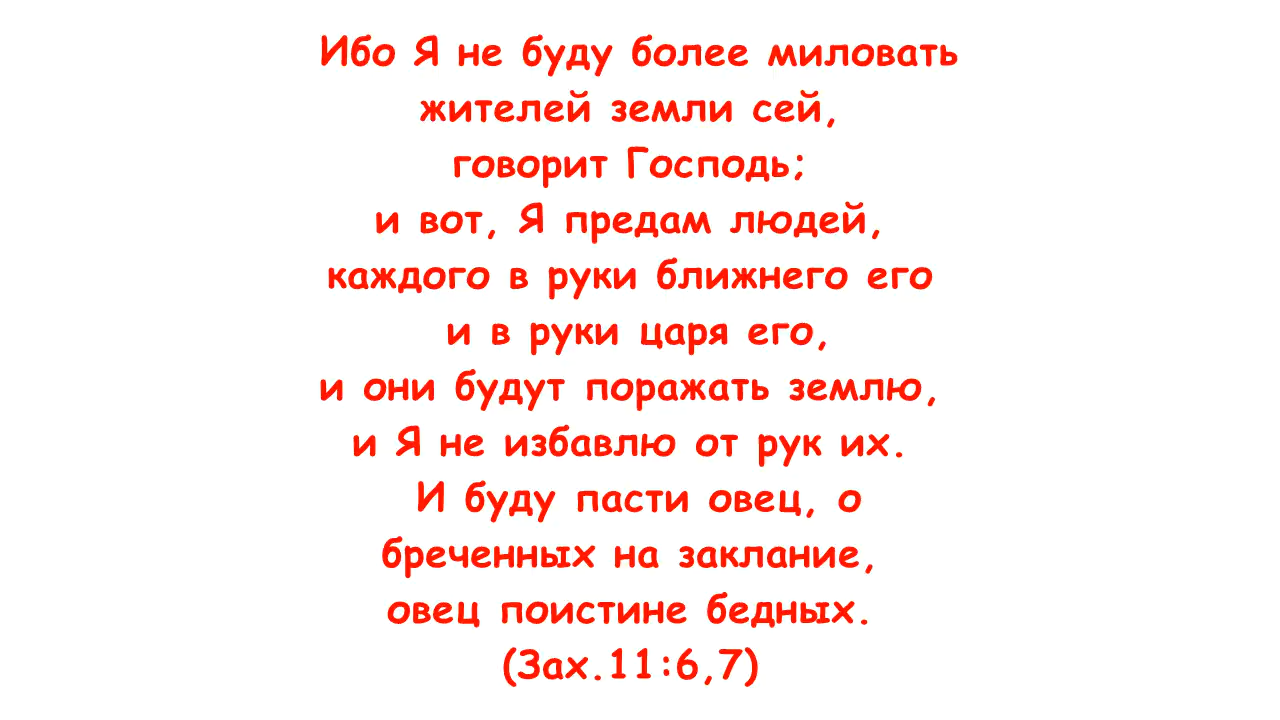 Ибо Я не буду более миловать
жителей земли сей,
говорит Господь;
и вот, Я предам людей,
каждого в руки ближнего его
и в руки царя его,
и они будут поражать землю,
и Я не избавлю от рук их.
И буду пасти овец, о
бреченных на заклание,
овец поистине бедных.
(Зах.11:6,7)